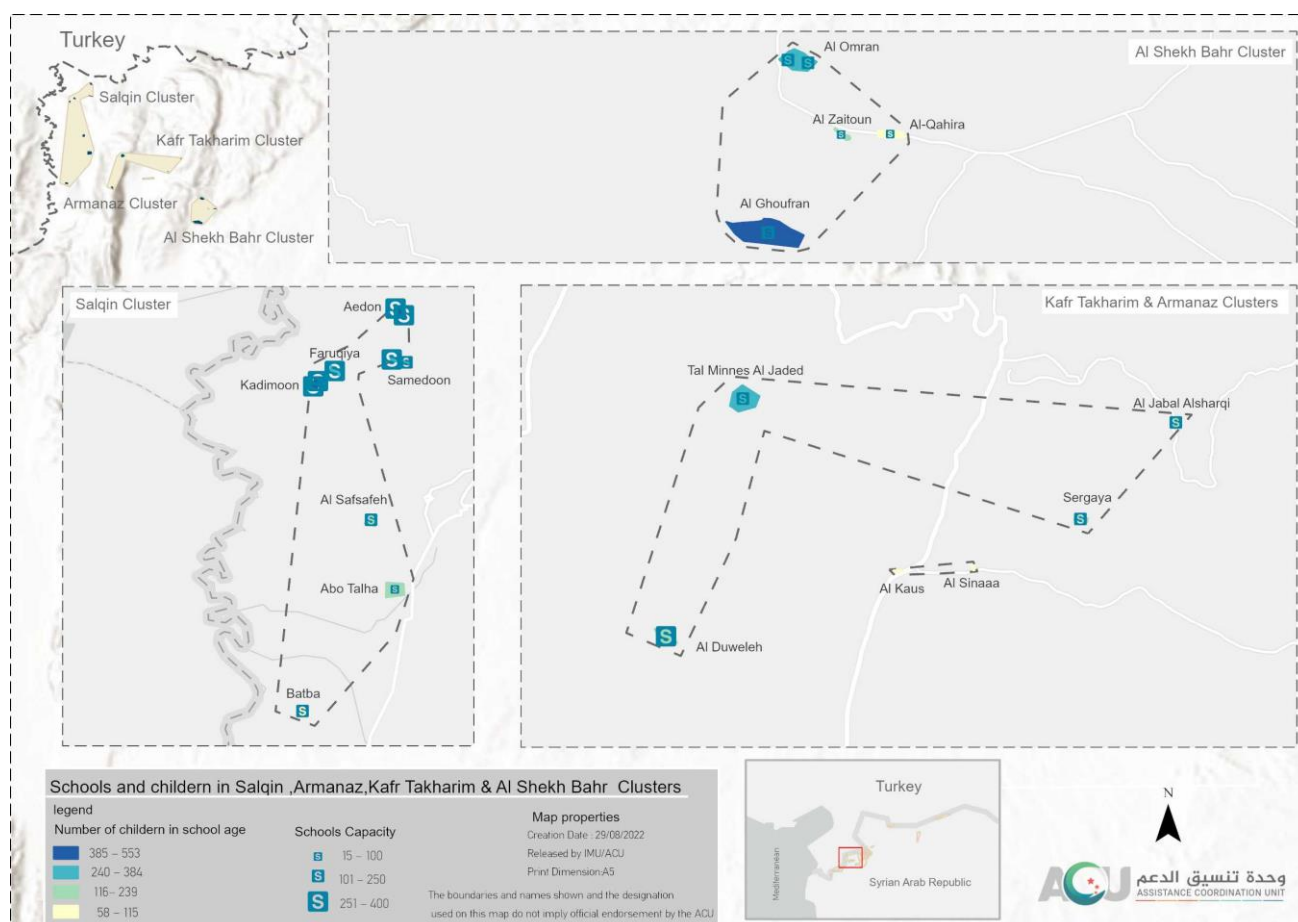 Turkey
Salqin Cluster
Kafr Takharim Cluster
Armanaz Cluster
Al Shekh Bahr Cluster
Al Shekh Bahr Cluster
Al Omran
S S
Al Zaitoun
Al-Qahira
S S
Al Ghoufran
S
Salqin Cluster
Aedon
S S
Faruqiya
S S
Samedoon
Kadimoon
S
Al Safsafeh
S
Abo Talha
S
Batba
S
Kafr Takharim & Armanaz Clusters
Tal Minnes Al Jaded
S
Al Jabal Alsharqi
S
Sergaya
S
Al Kaus
Al Sinaaa
S
Al Duweleh
Schools and childern in Salqin ,Armanaz,Kafr Takharim & Al Shekh Bahr Clusters
legend
Number of childern in school age
385 – 553
240 – 384
116– 239
58 – 115
Schools Capacity
S 15 – 100
S 101 – 250
S 251 – 400
Map properties
Creation Date : 29/08/2022
Released by IMU/ACU
Print Dimension:A5
The boundaries and names shown and the designation
used on this map do not imply official endorsement by the ACU
Turkey
Mediterranean
Syrian Arab Republic
N
ACU
وحدة تنسيق الدعم
ASSISTANCE COORDINATION UNIT